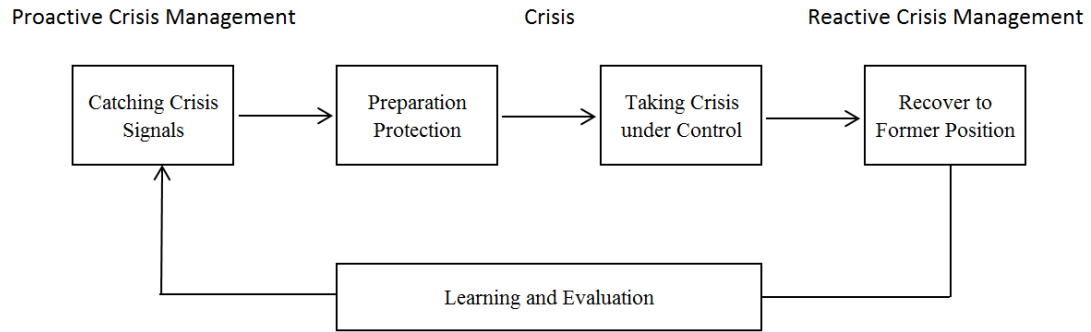 Proactive Crisis Management
Crisis
Reactive Crisis Management
Catching Crisis
Signals
Preparation
Protection
Taking Crisis
under Control
Recover to
Former Position
Learning and Evaluation